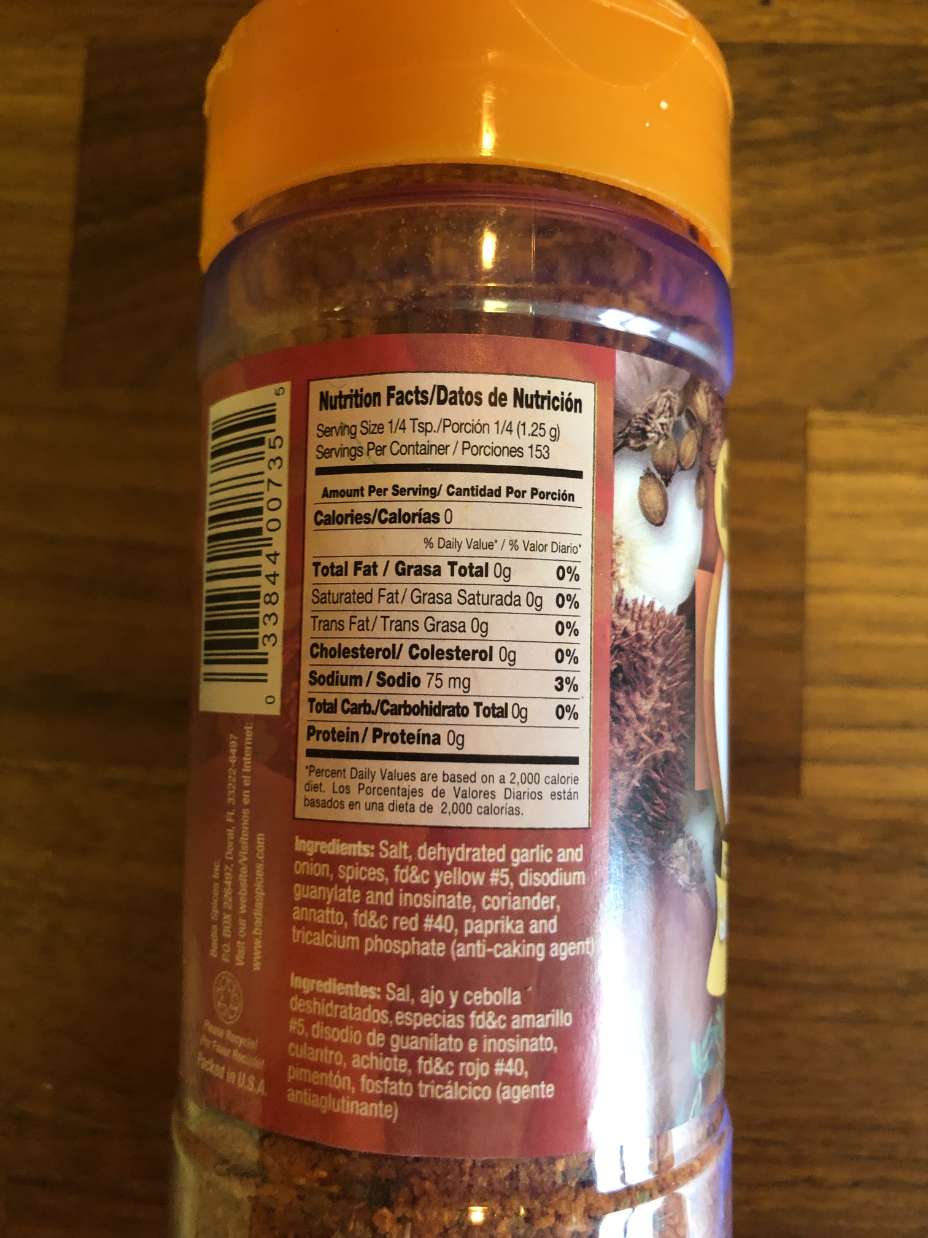 Nutrition Facts/Datos de Nutrición
Serving Size 1/4 Tsp./Porción 1/4 (1.25 g)
Servings Per Container / Porciones 153
Amount Per Serving/ Cantidad Por Porción
Calories/Calorías 0
% Daily Value* / % Valor Diario*
Total Fat / Grasa Total 0g 0%
Saturated Fat/ Grasa Saturada 0g 0%
Trans Fat/ Trans Grasa 0g 0%
Cholesterol/ Colesterol 0g 0%
Sodium / Sodio 75 mg 3%
Total Carb./Carbohidrato Total 0g 0%
Protein / Proteína 0g
*Percent Daily Values are based on a 2,000 calorie
diet. Los Porcentajes de Valores Diarios están
basados en una dieta de 2,000 calorías.
Ingredients: Salt, dehydrated garlic and
onion, spices, fd&c yellow #5, disodium
guanylate and inosinate, coriander,
annatto, fd&c red #40, paprika and
tricalcium phosphate (anti-caking agent)
Ingredientes: Sal, ajo y cebolla
deshidratados, especias fd&c amarillo
#5, disodio de guanilato e inosinato,
culantro, achiote, fd&c rojo #40,
pimentón, fosfato tricálcico (agente
antiaglutinante)
0 33844 00735 5
Badia Spices Inc.
P.O. BOX 226497, Doral, FL 33222-6497
Visit our website/Visítenos en el Internet:
www.badiaspices.com
Please Recycle!
Por Favor
Packed in U.S.A.